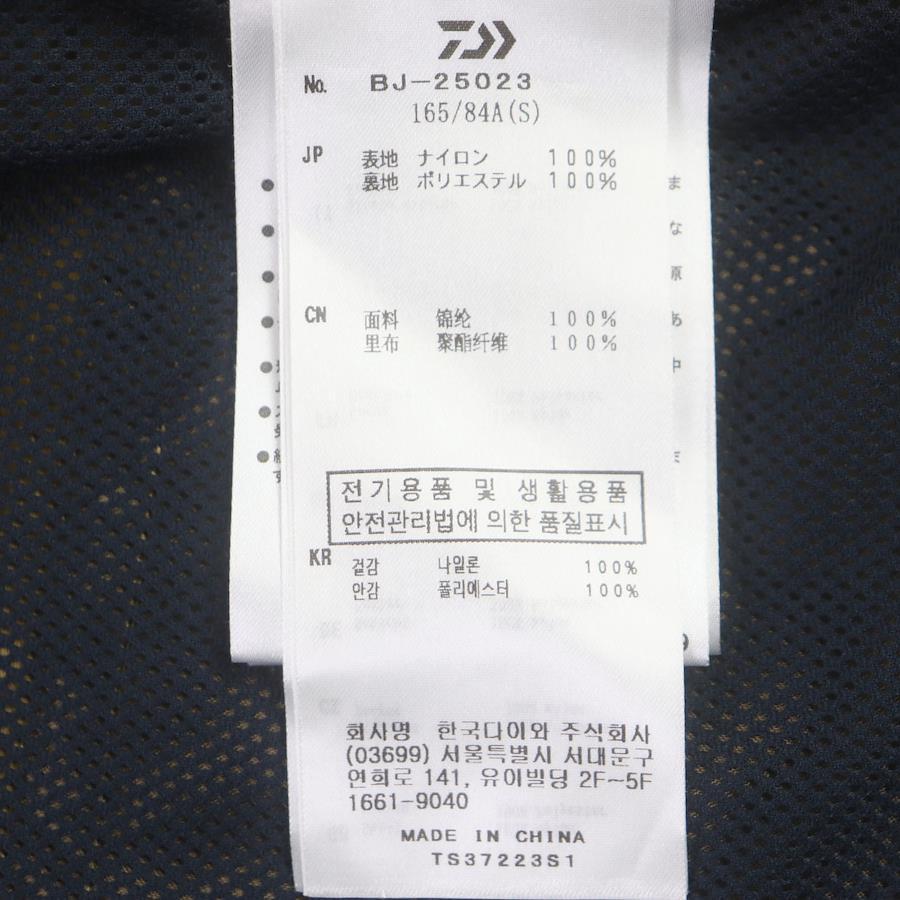 No. BJ-25023
165/84A(S)
JP 表地 ナイロン 100%
裏地 ポリエステル 100%
CN 面料 锦纶 100%
里布 聚酯纤维 100%
전기용품 및 생활용품
안전관리법에 의한 품질표시
KR 겉감 나일론 100%
안감 폴리에스터 100%
회사명 한국다이와 주식회사
(03699) 서울특별시 서대문구
연희로 141, 유이빌딩 2F~5F
1661-9040
MADE IN CHINA
TS37223S1
ま
な
原
あ
中